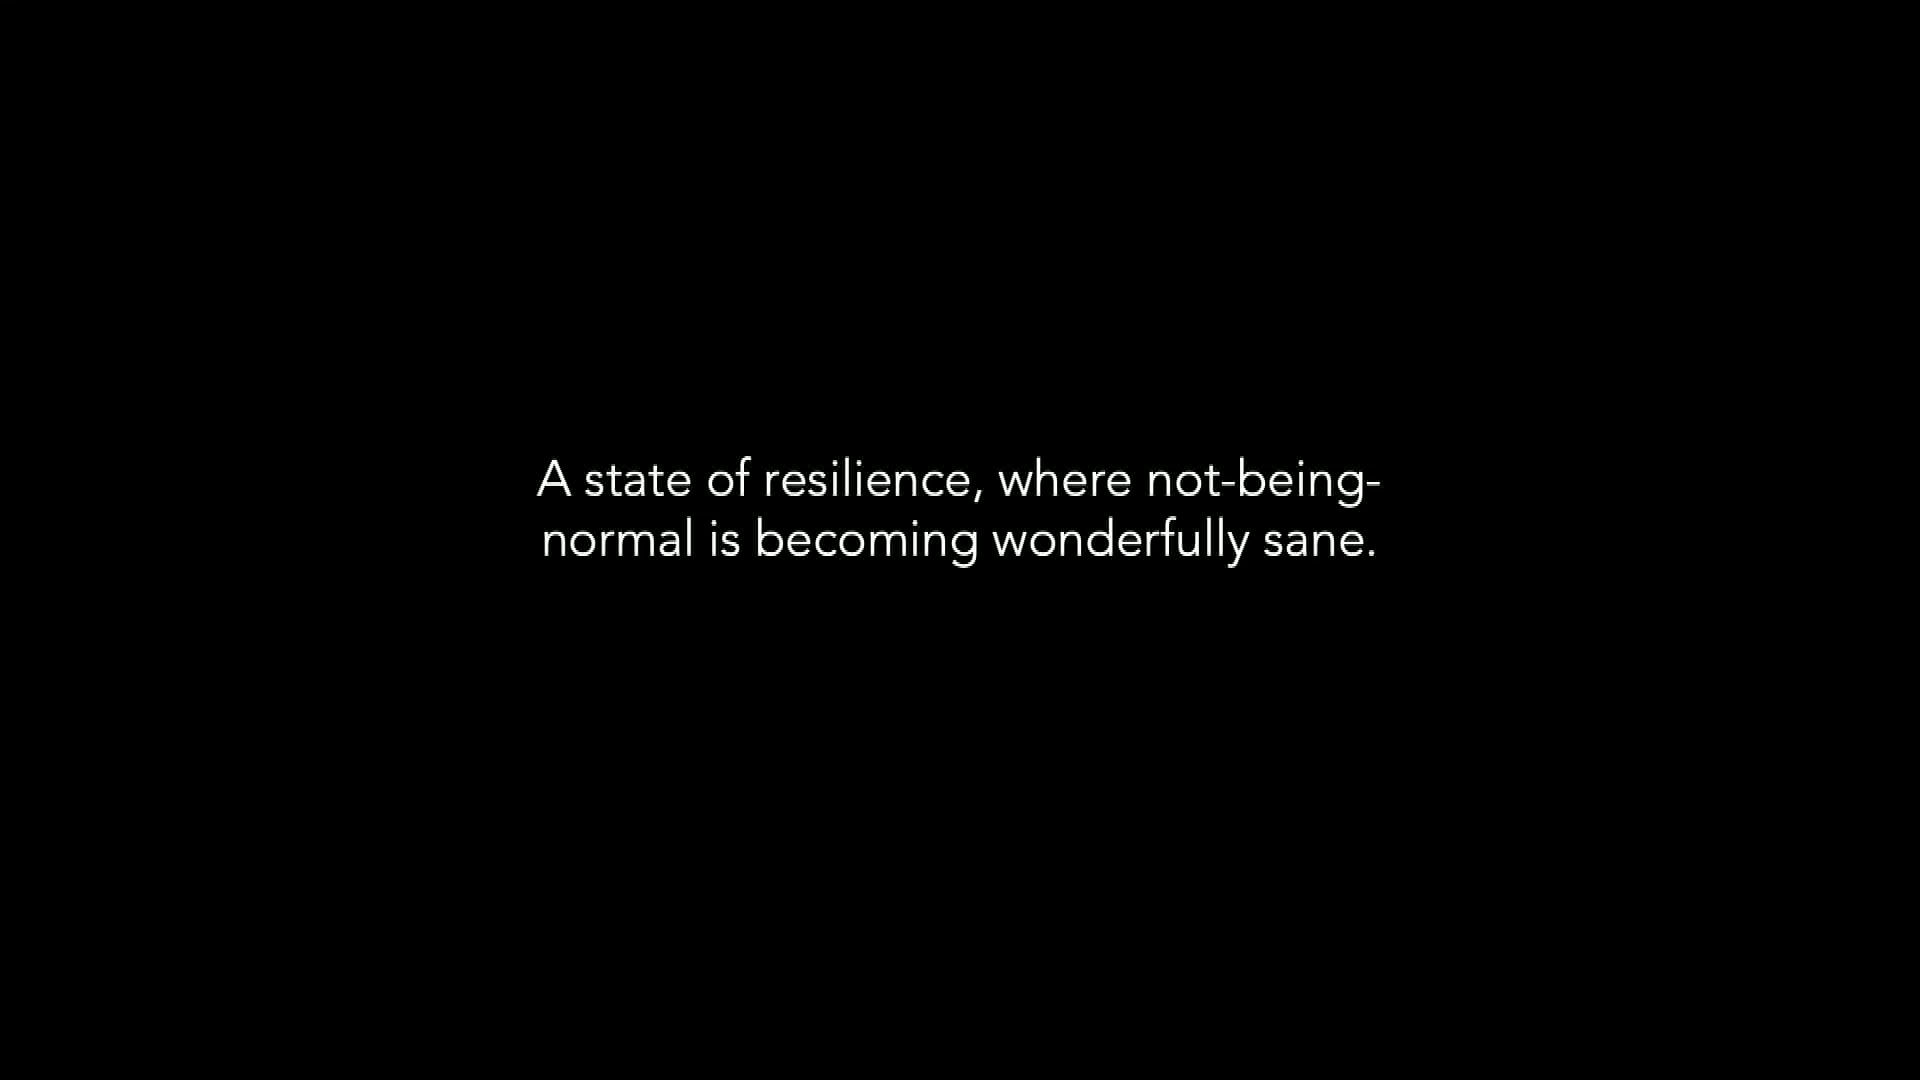 A state of resilience, where not-being-
normal is becoming wonderfully sane.